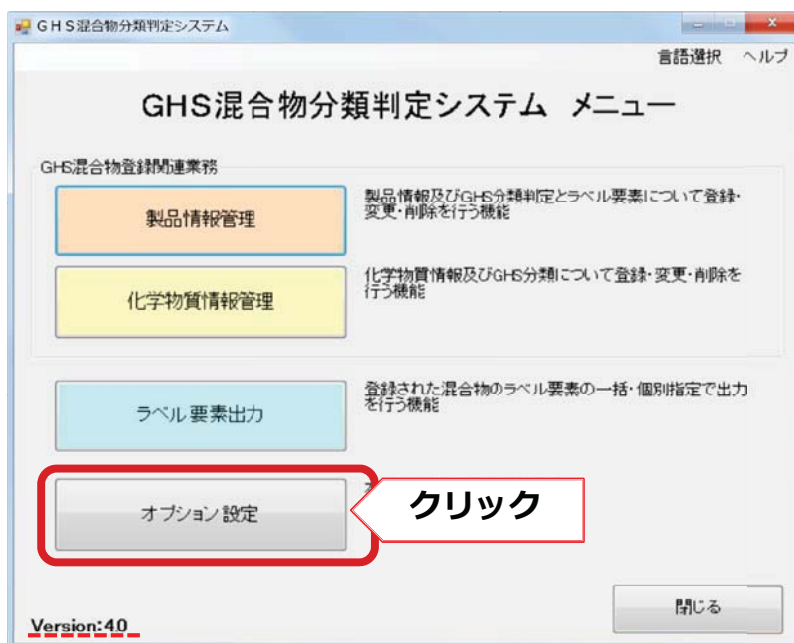 GHS混合物分類判定システム
言語選択 ヘルプ
GHS混合物分類判定システム メニュー
GHS混合物登録関連業務
製品情報管理
製品情報及びGHS分類判定とラベル要素について登録・
変更・削除を行う機能
化学物質情報管理
化学物質情報及びGHS分類について登録・変更・削除を
行う機能
ラベル要素出力
登録された混合物のラベル要素の一括・個別指定で出力
を行う機能
オプション設定
クリック
閉じる
Version:4.0